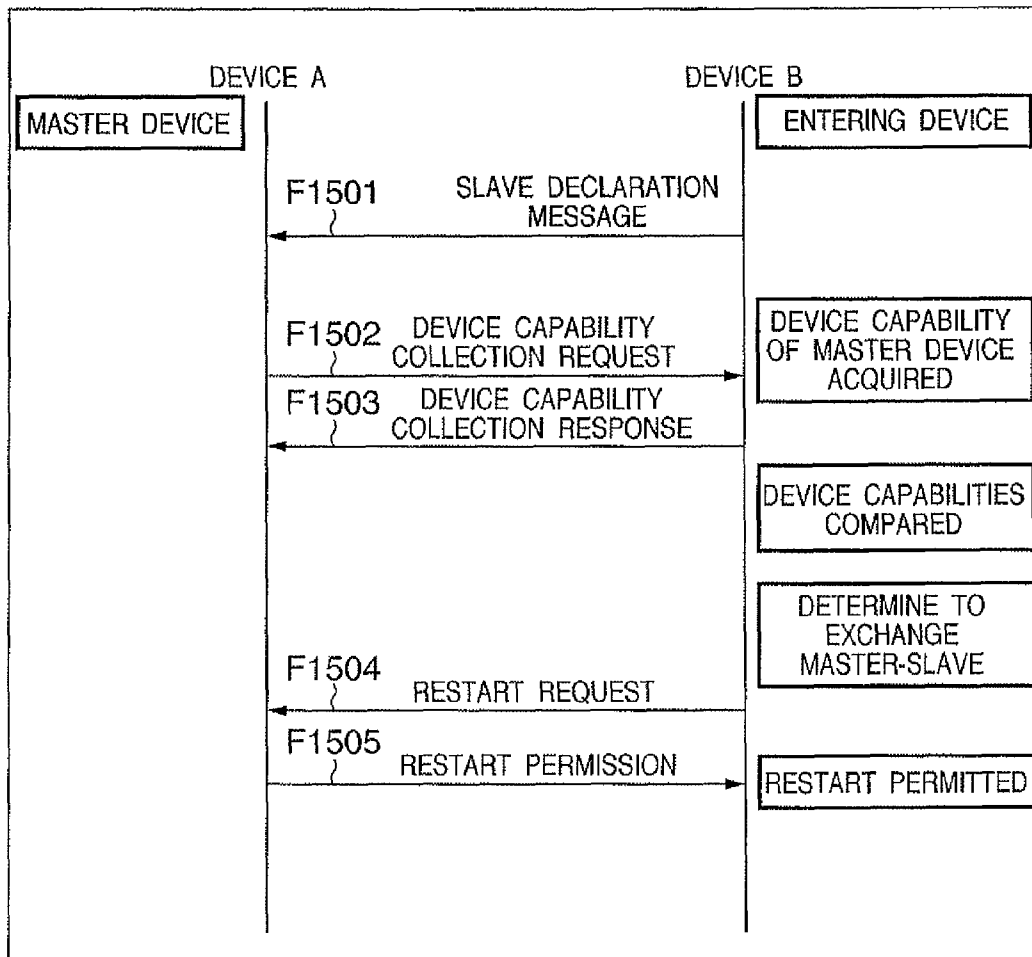 DEVICE A
DEVICE B
MASTER DEVICE
ENTERING DEVICE
F1501
SLAVE DECLARATION
MESSAGE
F1502
DEVICE CAPABILITY
COLLECTION REQUEST
DEVICE CAPABILITY
OF MASTER DEVICE
ACQUIRED
F1503
DEVICE CAPABILITY
COLLECTION RESPONSE
DEVICE CAPABILITIES
COMPARED
DETERMINE TO
EXCHANGE
MASTER-SLAVE
F1504
RESTART REQUEST
F1505
RESTART PERMISSION
RESTART PERMITTED